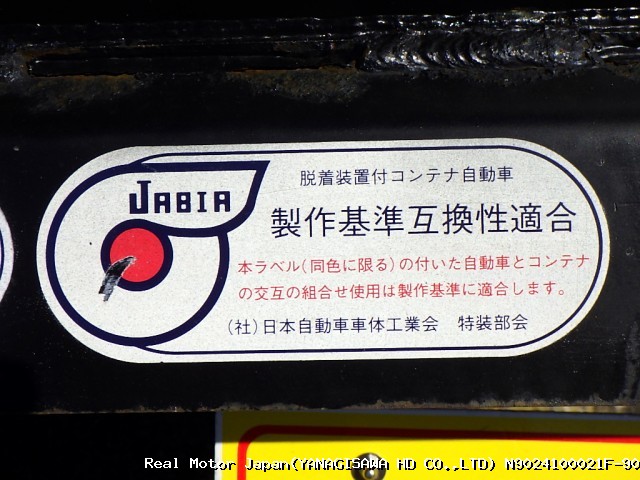 JABIA
脱着装置付コンテナ自動車
製作基準互換性適合
本ラベル(同色に限る)の付いた自動車とコンテナ
の交互の組合せ使用は製作基準に適合します。
(社)日本自動車車体工業会 特装部会
Real Motor Japan(YANAGISAWA HD CO.,LTD) N9024100021F-90